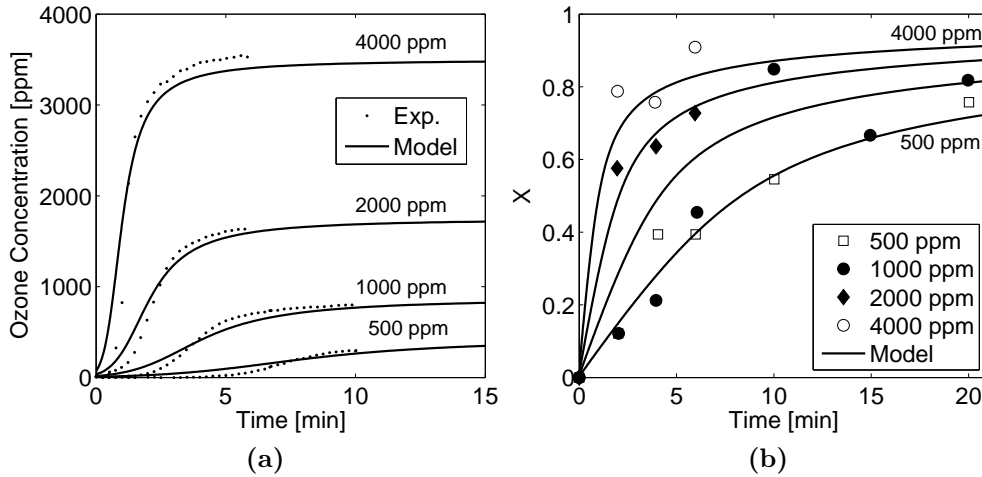 4000
3000
2000
1000
0
Ozone Concentration [ppm]
4000 ppm
Exp.
Model
2000 ppm
1000 ppm
500 ppm
0
5
10
15
Time [min]
(a)
1
0.8
0.6
0.4
0.2
0
X
4000 ppm
500 ppm
500 ppm
1000 ppm
2000 ppm
4000 ppm
Model
0
5
10
15
20
Time [min]
(b)